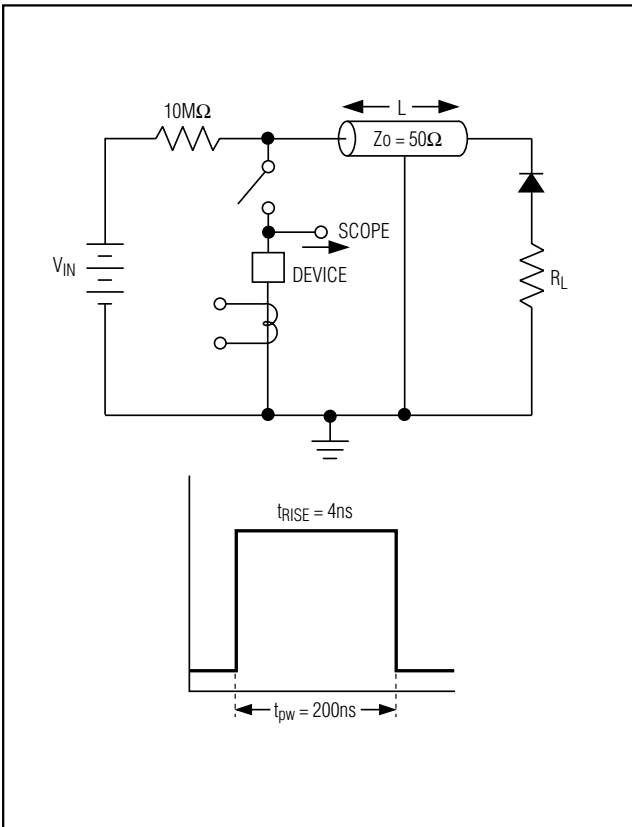 10MΩ
L
Zo = 50Ω
SCOPE
DEVICE
VIN
RL
tRISE = 4ns
tpw = 200ns